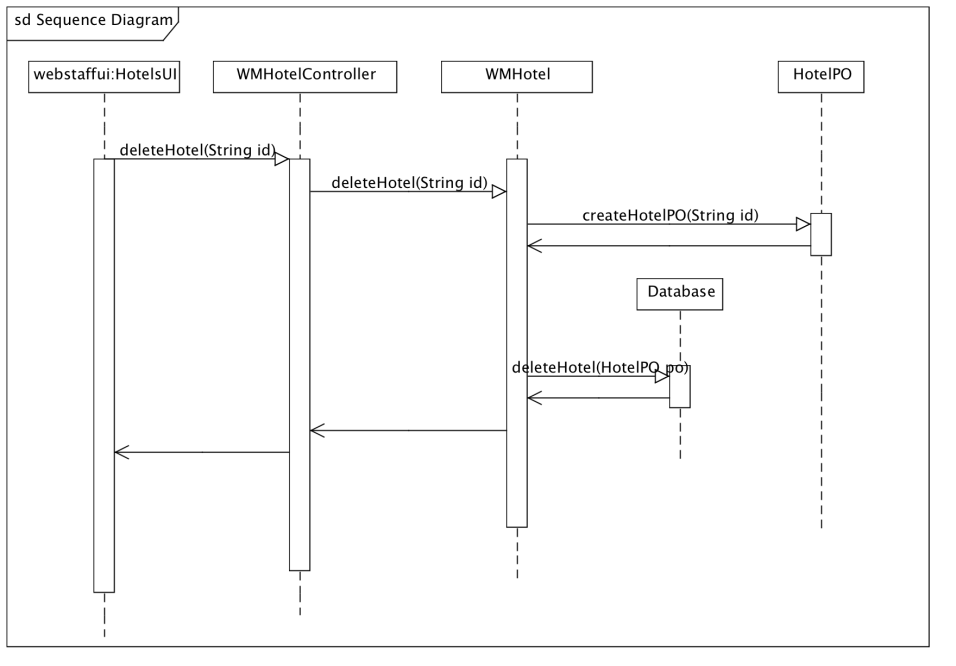 sd Sequence Diagram
webstaffui:HotelsUI
WMHotelController
WMHotel
HotelPO
deleteHotel(String id)
deleteHotel(String id)
createHotelPO(String id)
Database
deleteHotel(HotelPO po)